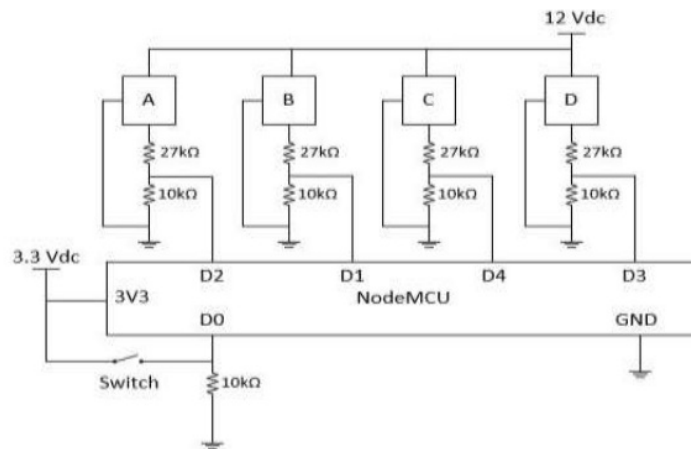 12 Vdc
A B C D
27kΩ 27kΩ 27kΩ 27kΩ
10kΩ 10kΩ 10kΩ 10kΩ
3.3 Vdc
D2 D1 D4 D3
3V3 NodeMCU
D0 GND
Switch 10kΩ